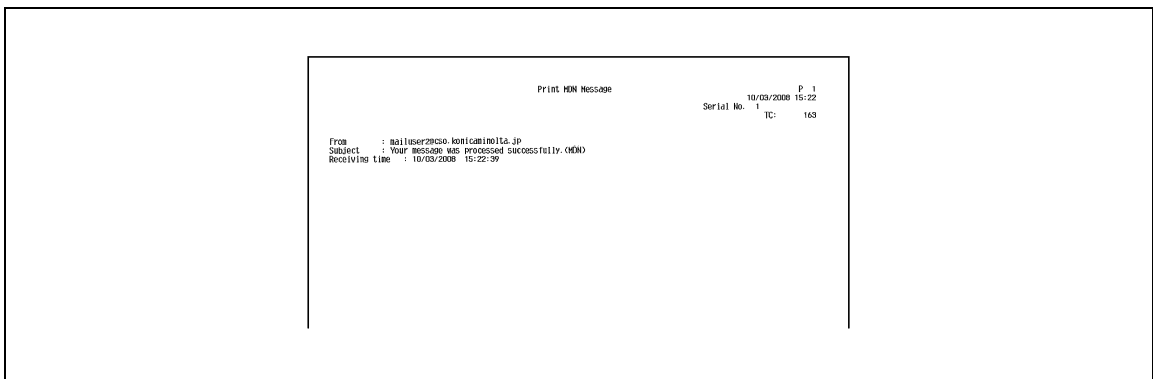 Print MDN Message P 1
10/03/2008 15:22
Serial No. 1
TC: 163
From : mailuser2@cso.konicaminolta.jp
Subject : Your message was processed successfully.(MDN)
Receiving time : 10/03/2008 15:22:39